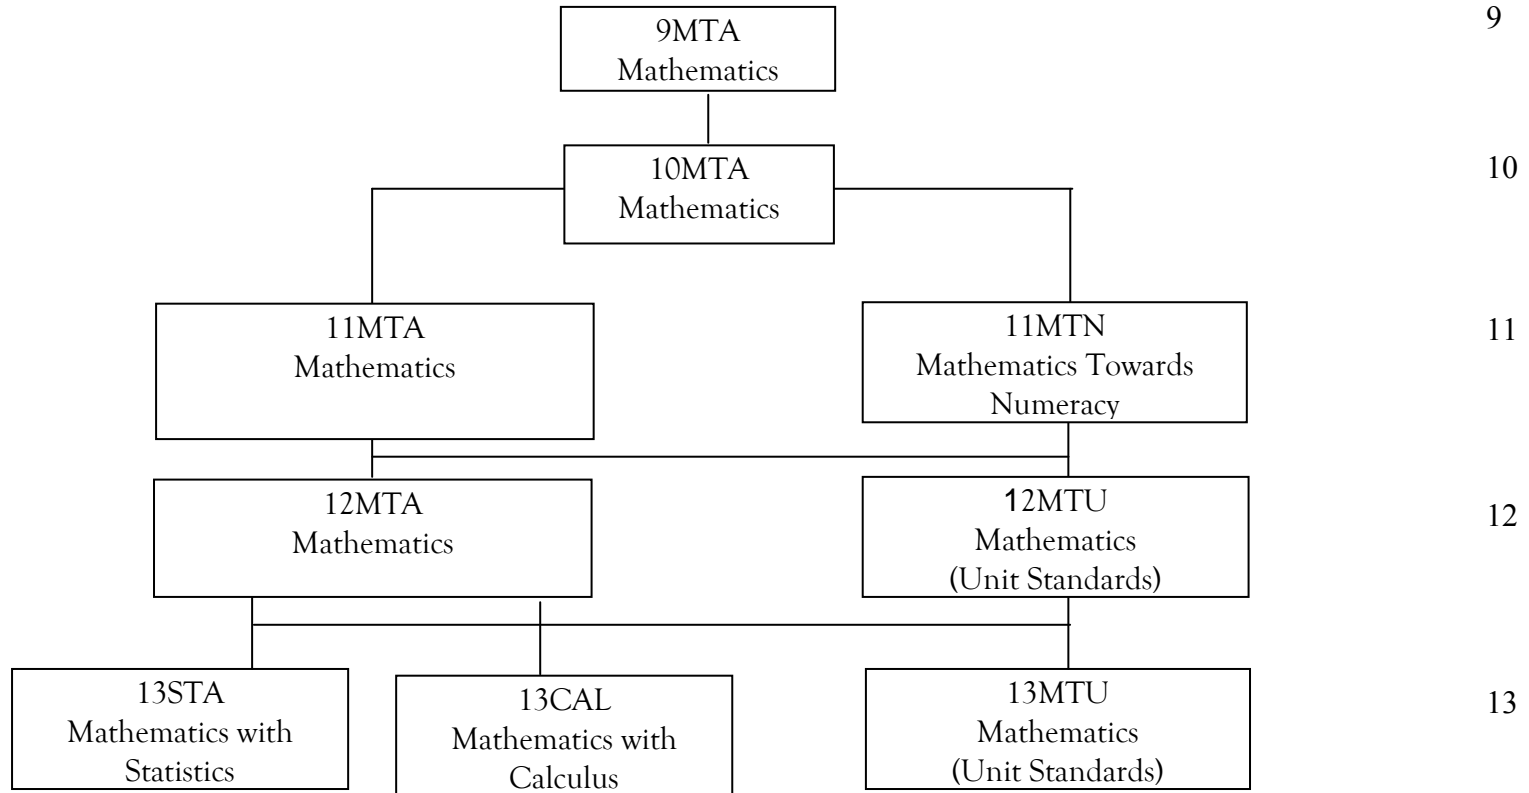 9MTA
Mathematics
9
10MTA
Mathematics
10
11MTA
Mathematics
11MTN
Mathematics Towards
Numeracy
11
12MTA
Mathematics
12MTU
Mathematics
(Unit Standards)
12
13STA
Mathematics with
Statistics
13CAL
Mathematics with
Calculus
13MTU
Mathematics
(Unit Standards)
13